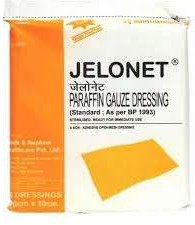 JELONET®
जेलोनेट
PARAFFIN GAUZE DRESSING
(Standard : As per BP 1993)
STERILISED : READY FOR IMMEDIATE USE
A NON - ADHESIVE OPEN-MESH DRESSING
& Nephew
Healthcare Pvt. Ltd.
DRESSINGS
10cm